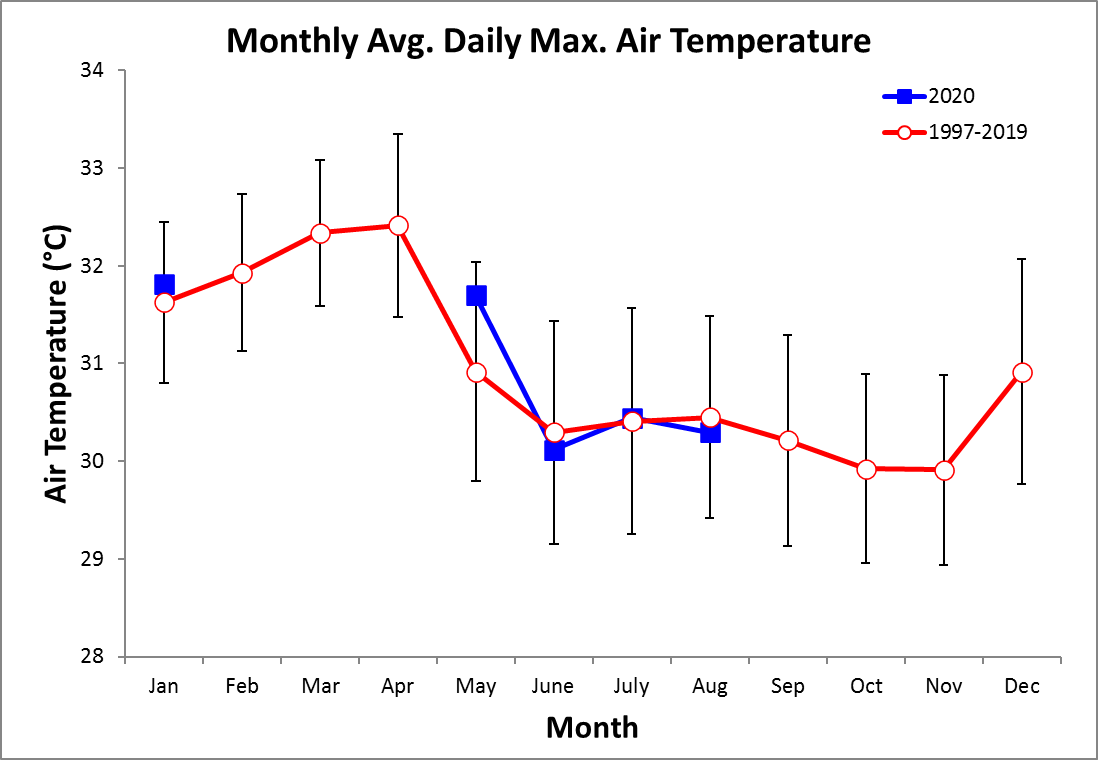 Monthly Avg. Daily Max. Air Temperature
34
33
32
31
30
29
28
Air Temperature (°C)
2020
1997-2019
Jan Feb Mar Apr May June July Aug Sep Oct Nov Dec
Month